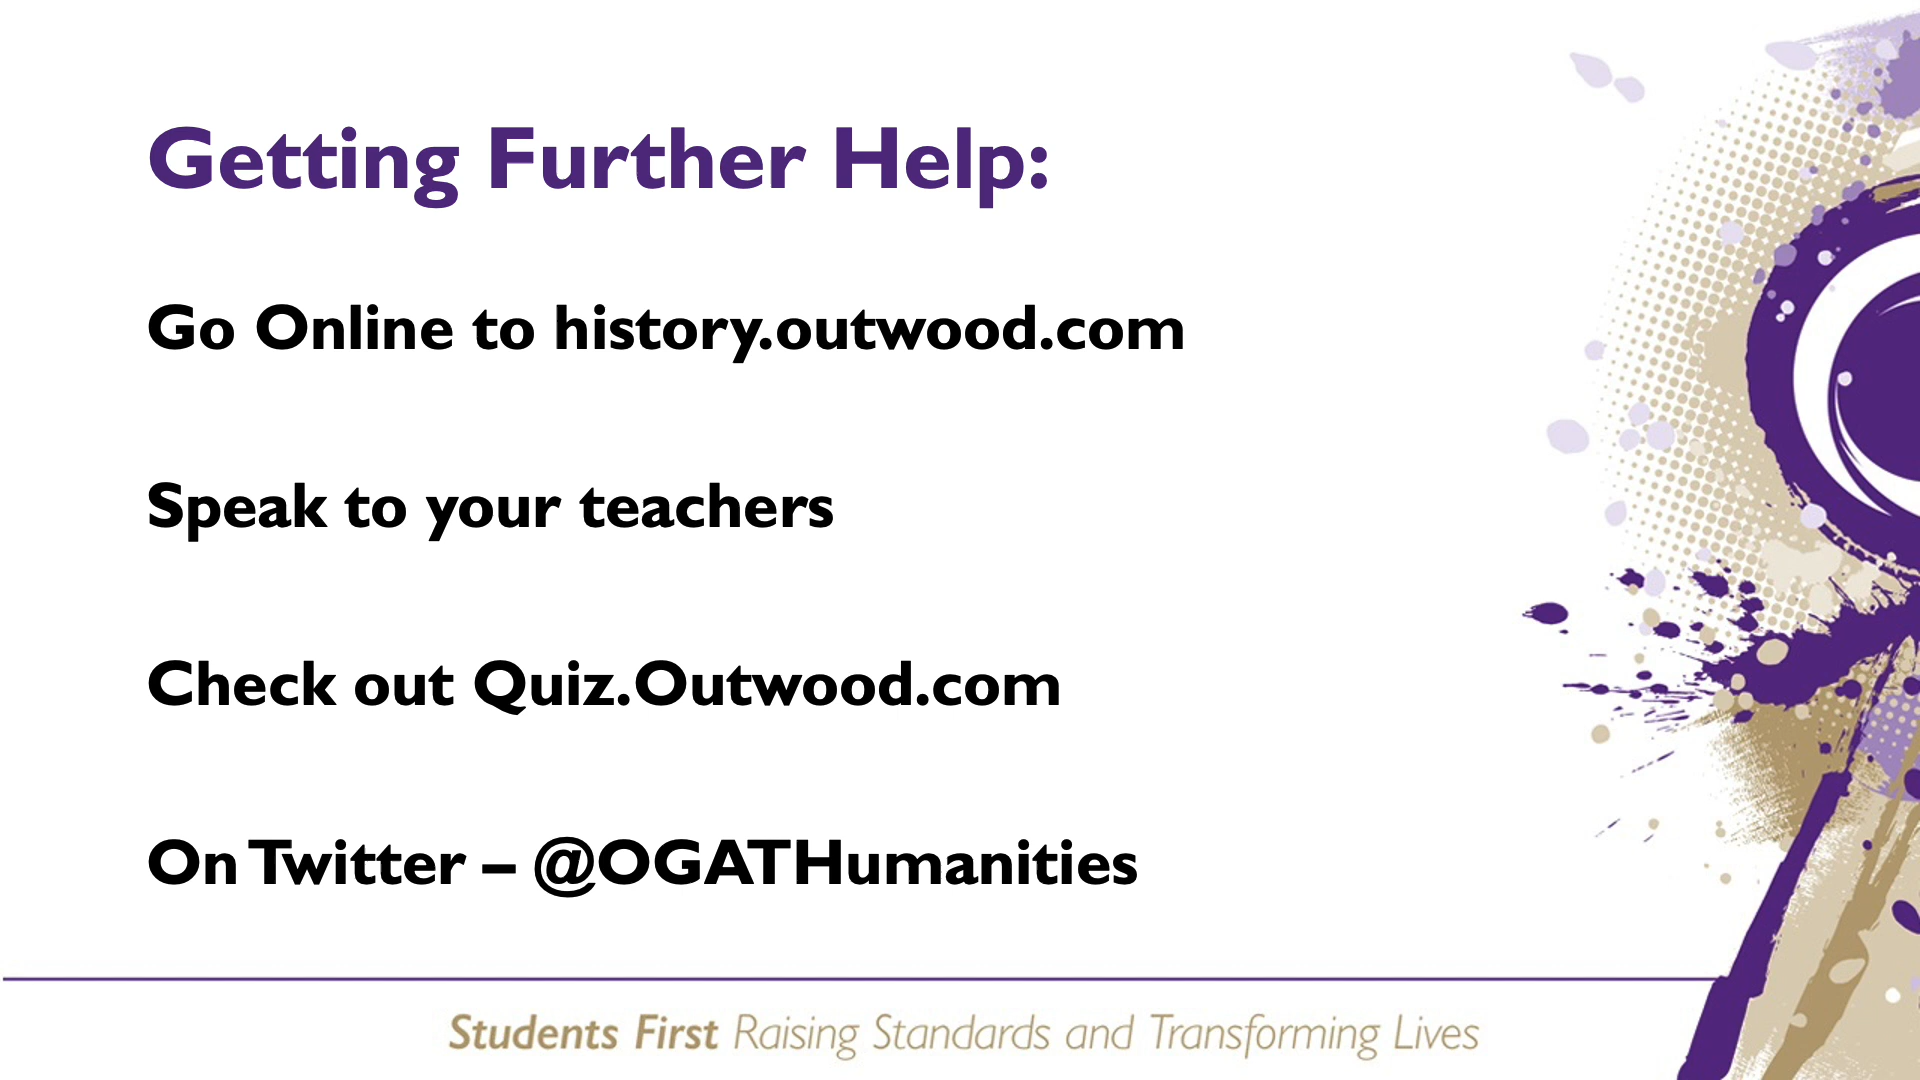 Getting Further Help:
Go Online to history.outwood.com
Speak to your teachers
Check out Quiz.Outwood.com
On Twitter – @OGATHumanities
Students First Raising Standards and Transforming Lives